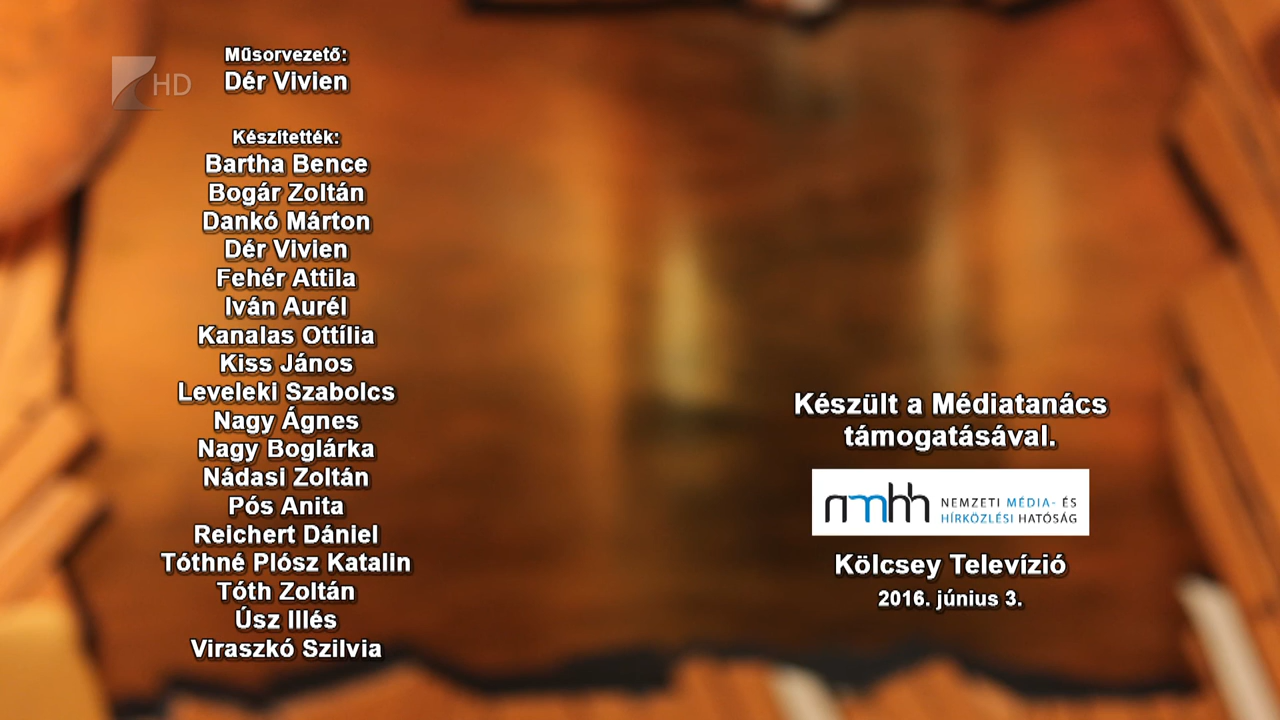 HD
Műsorvezető:
Dér Vivien
Készítették:
Bartha Bence
Bogár Zoltán
Dankó Márton
Dér Vivien
Fehér Attila
Iván Aurél
Kanalas Ottília
Kiss János
Leveleki Szabolcs
Nagy Ágnes
Nagy Boglárka
Nádasi Zoltán
Pós Anita
Reichert Dániel
Tóthné Plósz Katalin
Tóth Zoltán
Úsz Illés
Viraszkó Szilvia
Készült a Médiatanács
támogatásával.
nmhh
NEMZETI MÉDIA- ÉS
HÍRKÖZLÉSI HATÓSÁG
Kölcsey Televízió
2016. június 3.